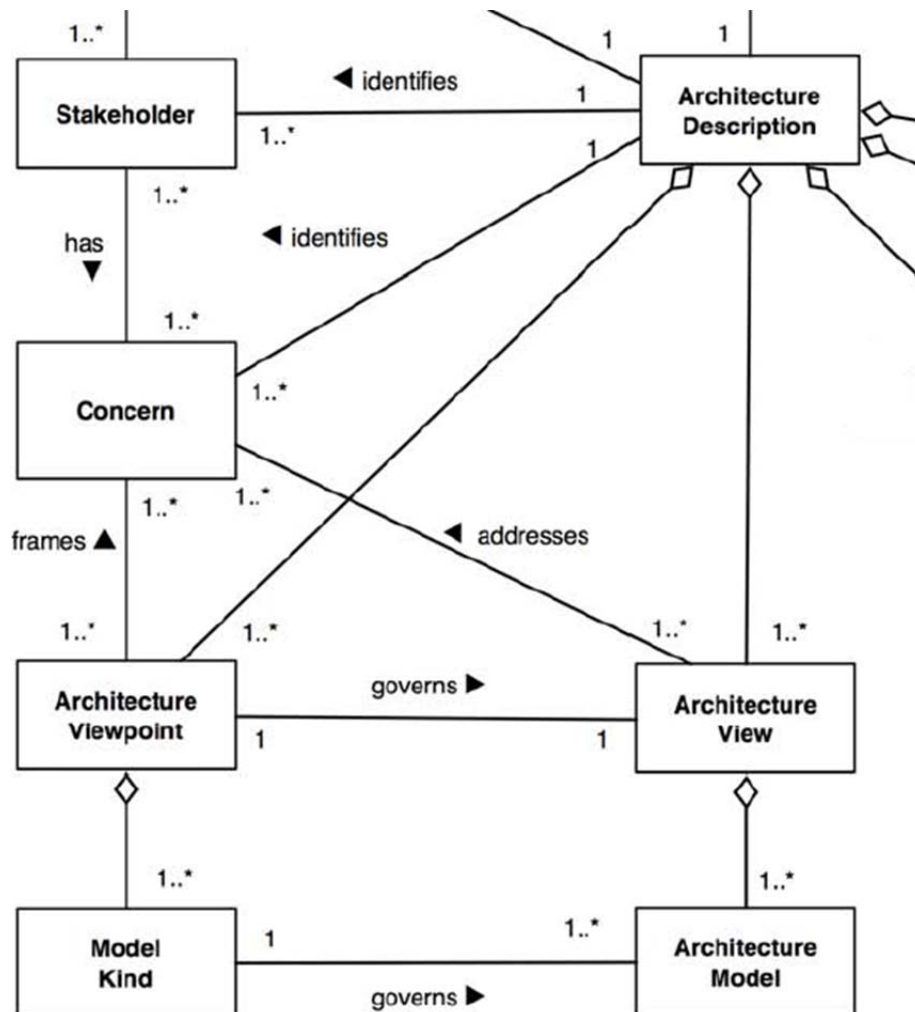 1..*
1
1
◄ identifies
1
Stakeholder
Architecture
Description
1..*
1
1..*
has
▼
◄ identifies
1..*
1..*
Concern
1..*
1..*
frames ▲
◄ addresses
1..*
1..*
1..*
1..*
governs ►
Architecture
Viewpoint
Architecture
View
1
1
1..*
1..*
1
1..*
Model
Kind
Architecture
Model
governs ►